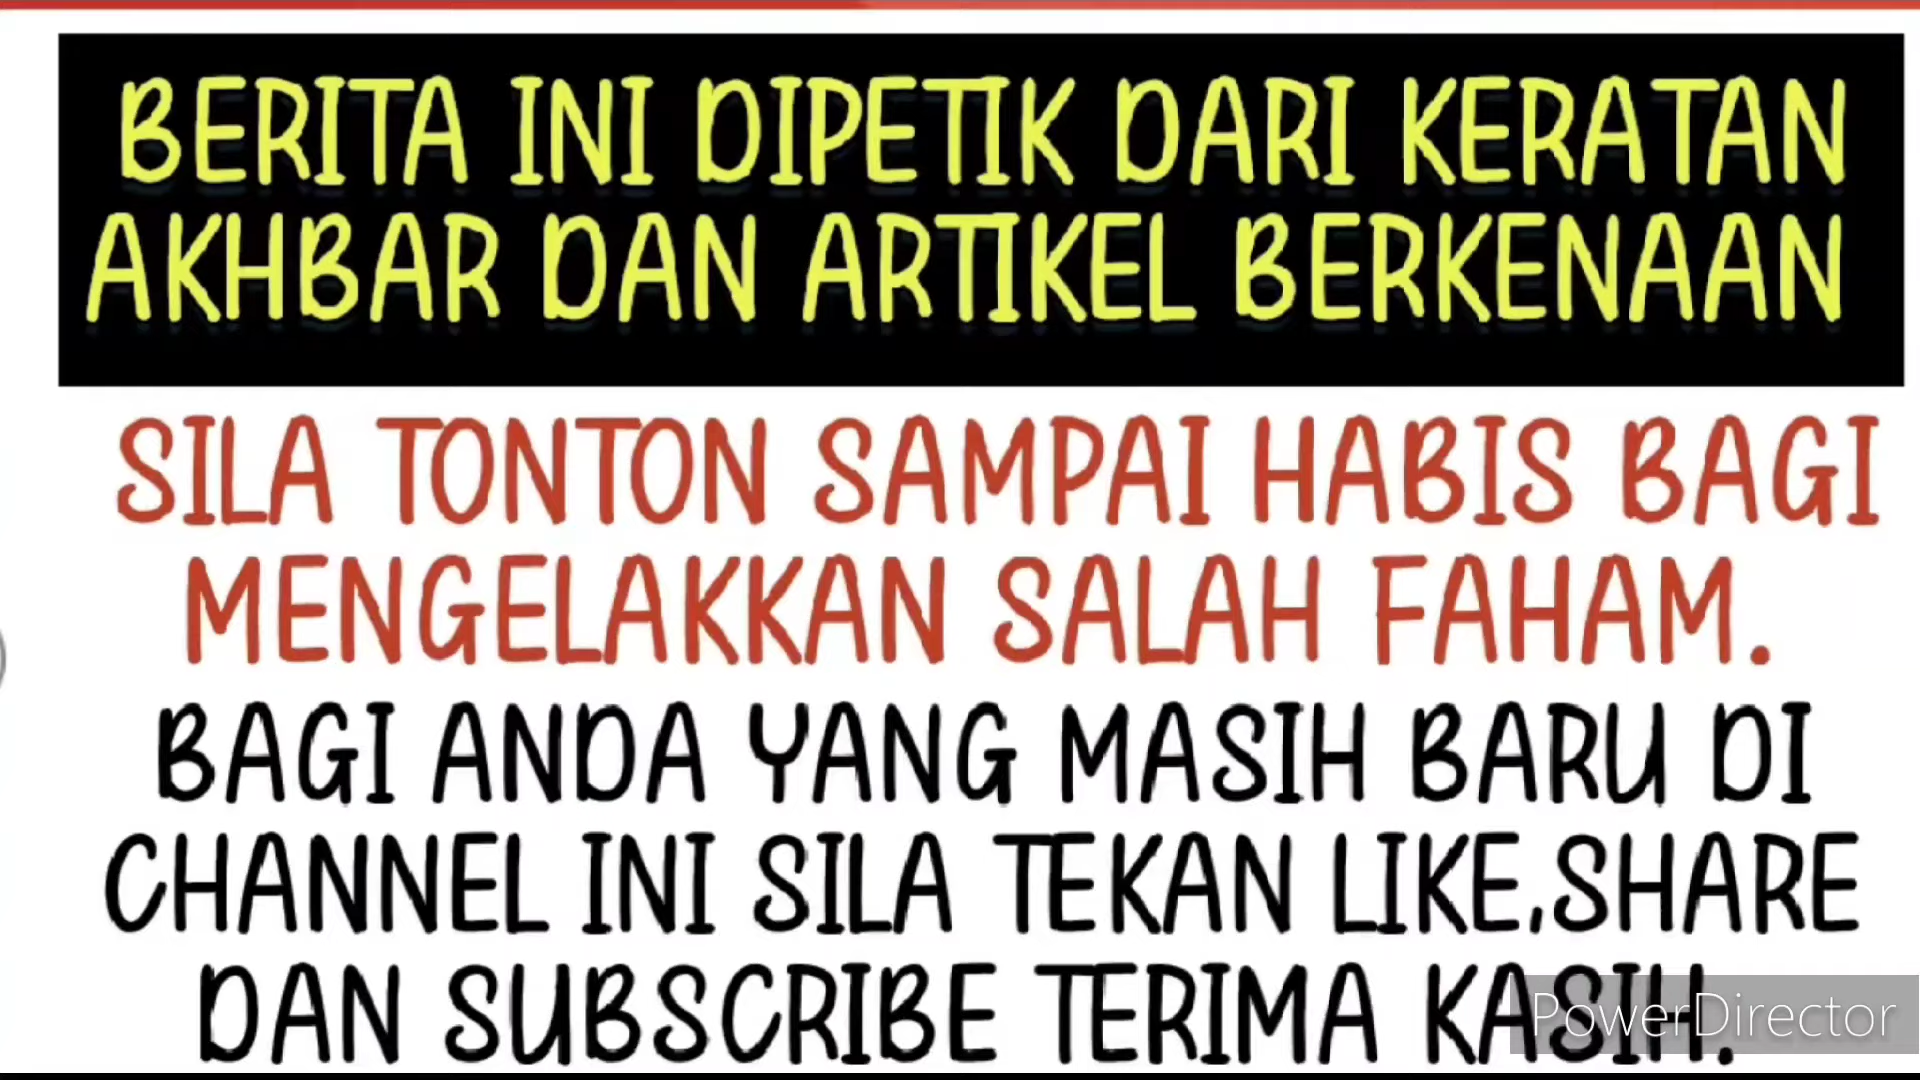 BERITA INI DIPETIK DARI KERATAN
AKHBAR DAN ARTIKEL BERKENAAN
SILA TONTON SAMPAI HABIS BAGI
MENGELAKKAN SALAH FAHAM.
BAGI ANDA YANG MASIH BARU DI
CHANNEL INI SILA TEKAN LIKE,SHARE
DAN SUBSCRIBE TERIMA KASIH.
PowerDirector